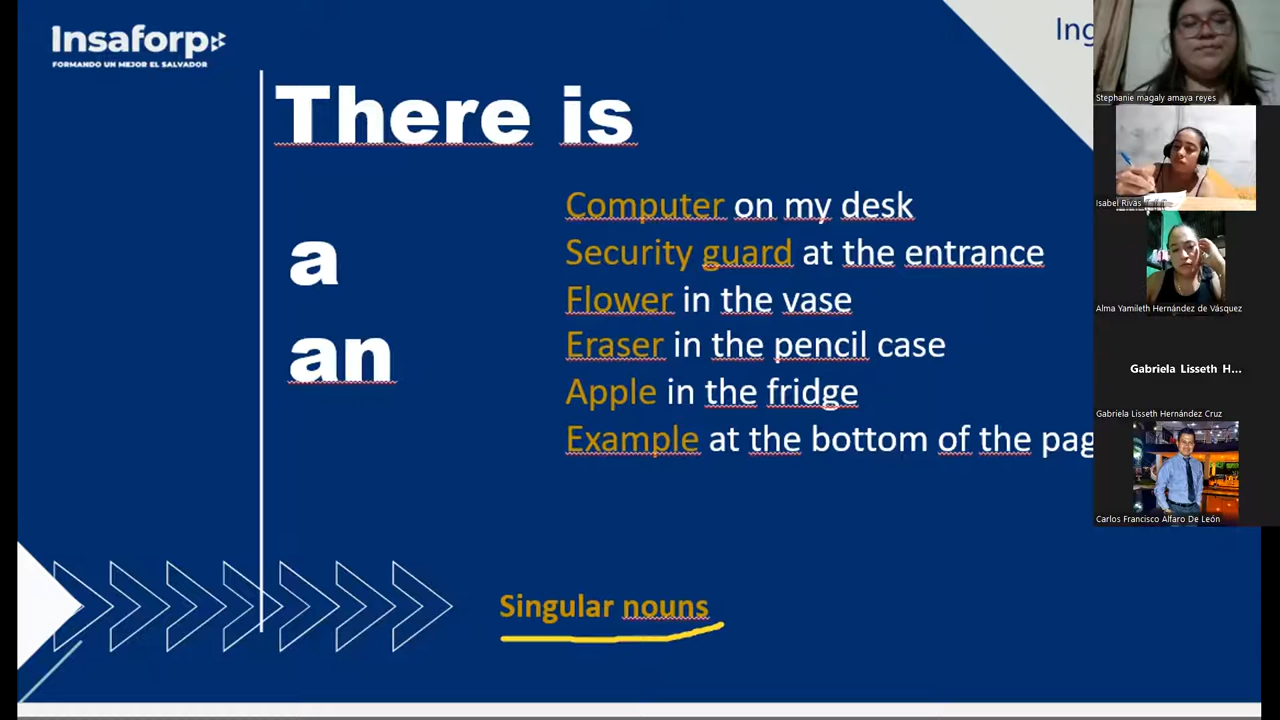 Insaforp
FORMANDO UN MEJOR EL SALVADOR
Ing
There is
a
an
Computer on my desk
Security guard at the entrance
Flower in the vase
Eraser in the pencil case
Apple in the fridge
Example at the bottom of the pag
Singular nouns
Stephanie magaly amaya reyes
Isabel Rivas
Alma Yamileth Hernández de Vásquez
Gabriela Lisseth H...
Gabriela Lisseth Hernández Cruz
Carlos Francisco Alfaro De León